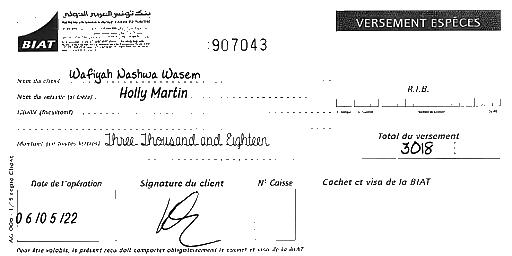 بنك تونس العربي الدولي
BIAT
907043
VERSEMENT ESPÈCES
Nom du client Wafiyah Nashwa Wasem
Nom du remettant (si tiers) Holly Martin
R.I.B.
Libellé (facultatif)
Montant (en toutes lettres) Three Thousand and Eighteen
Total du versement
3018
Date de l'opération Signature du client N° Caisse Cachet et visa de la BIAT
06/05/22
Pour être valable, le présent reçu doit comporter obligatoirement le cachet et visa de la BIAT